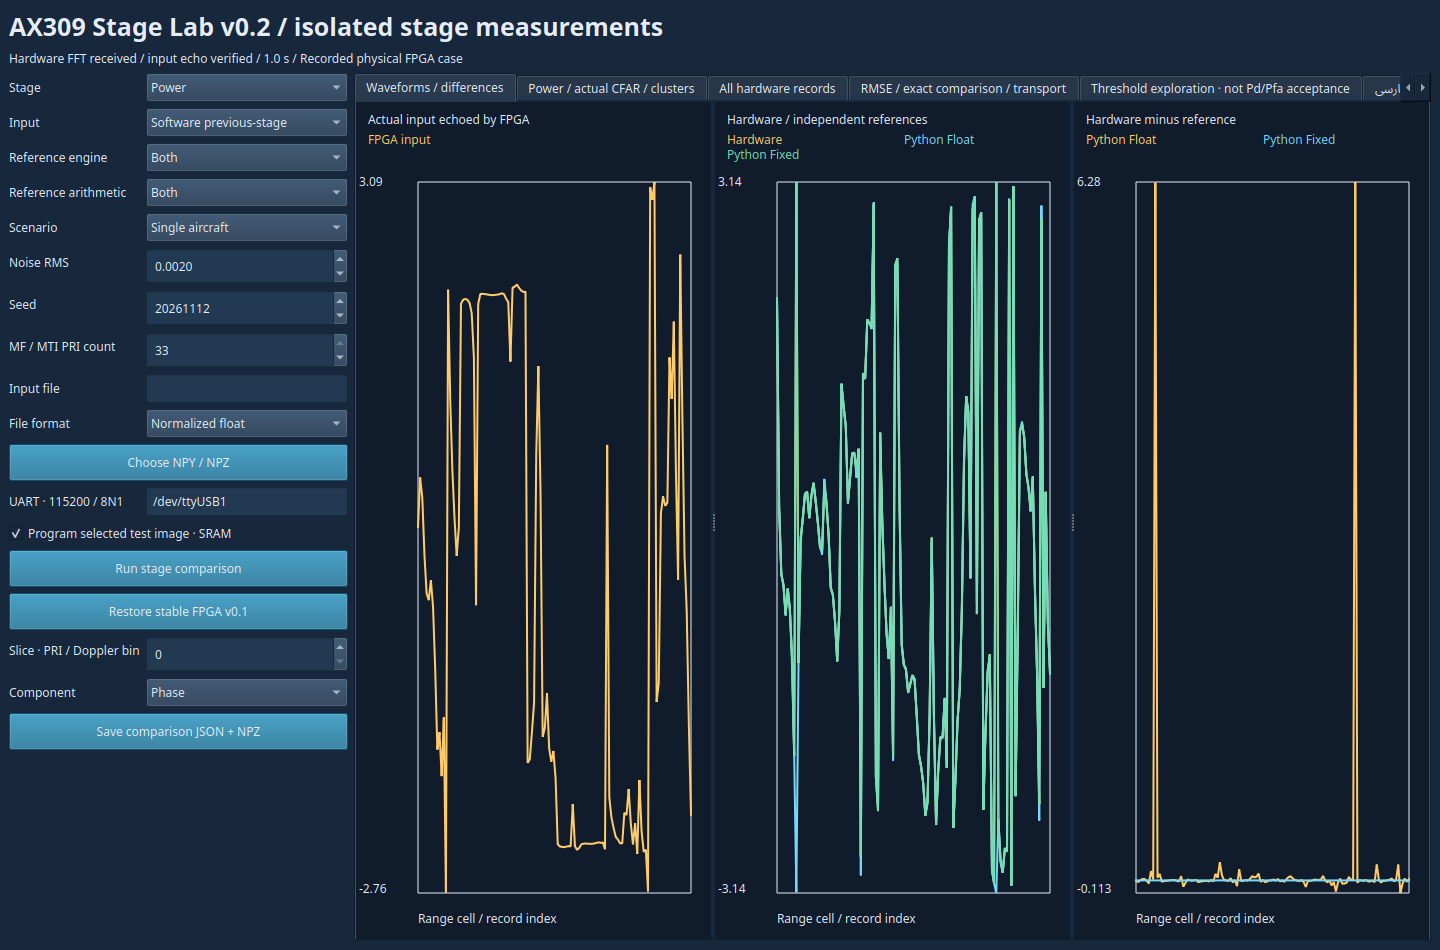 AX309 Stage Lab v0.2 / isolated stage measurements
Hardware FFT received / input echo verified / 1.0 s / Recorded physical FPGA case
Stage
Power
Input
Software previous-stage
Reference engine
Both
Reference arithmetic
Both
Scenario
Single aircraft
Noise RMS
0.0020
Seed
20261112
MF / MTI PRI count
33
Input file
File format
Normalized float
Choose NPY / NPZ
UART · 115200 / 8N1
/dev/ttyUSB1
Program selected test image · SRAM
Run stage comparison
Restore stable FPGA v0.1
Slice · PRI / Doppler bin
0
Component
Phase
Save comparison JSON + NPZ
Waveforms / differences
Power / actual CFAR / clusters
All hardware records
RMSE / exact comparison / transport
Threshold exploration · not Pd/Pfa acceptance
Actual input echoed by FPGA
FPGA input
3.09
-2.76
Range cell / record index
Hardware / independent references
Hardware
Python Float
Python Fixed
3.14
-3.14
Range cell / record index
Hardware minus reference
Python Float
Python Fixed
6.28
-0.113
Range cell / record index